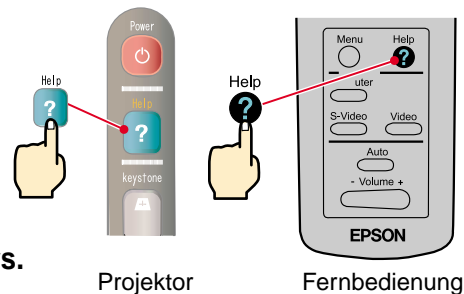 Power
Help
?
Help
?
keystone
Help
?
Menu
Help
?
uter
S-Video
Video
Auto
- Volume +
EPSON
s.
Projektor
Fernbedienung